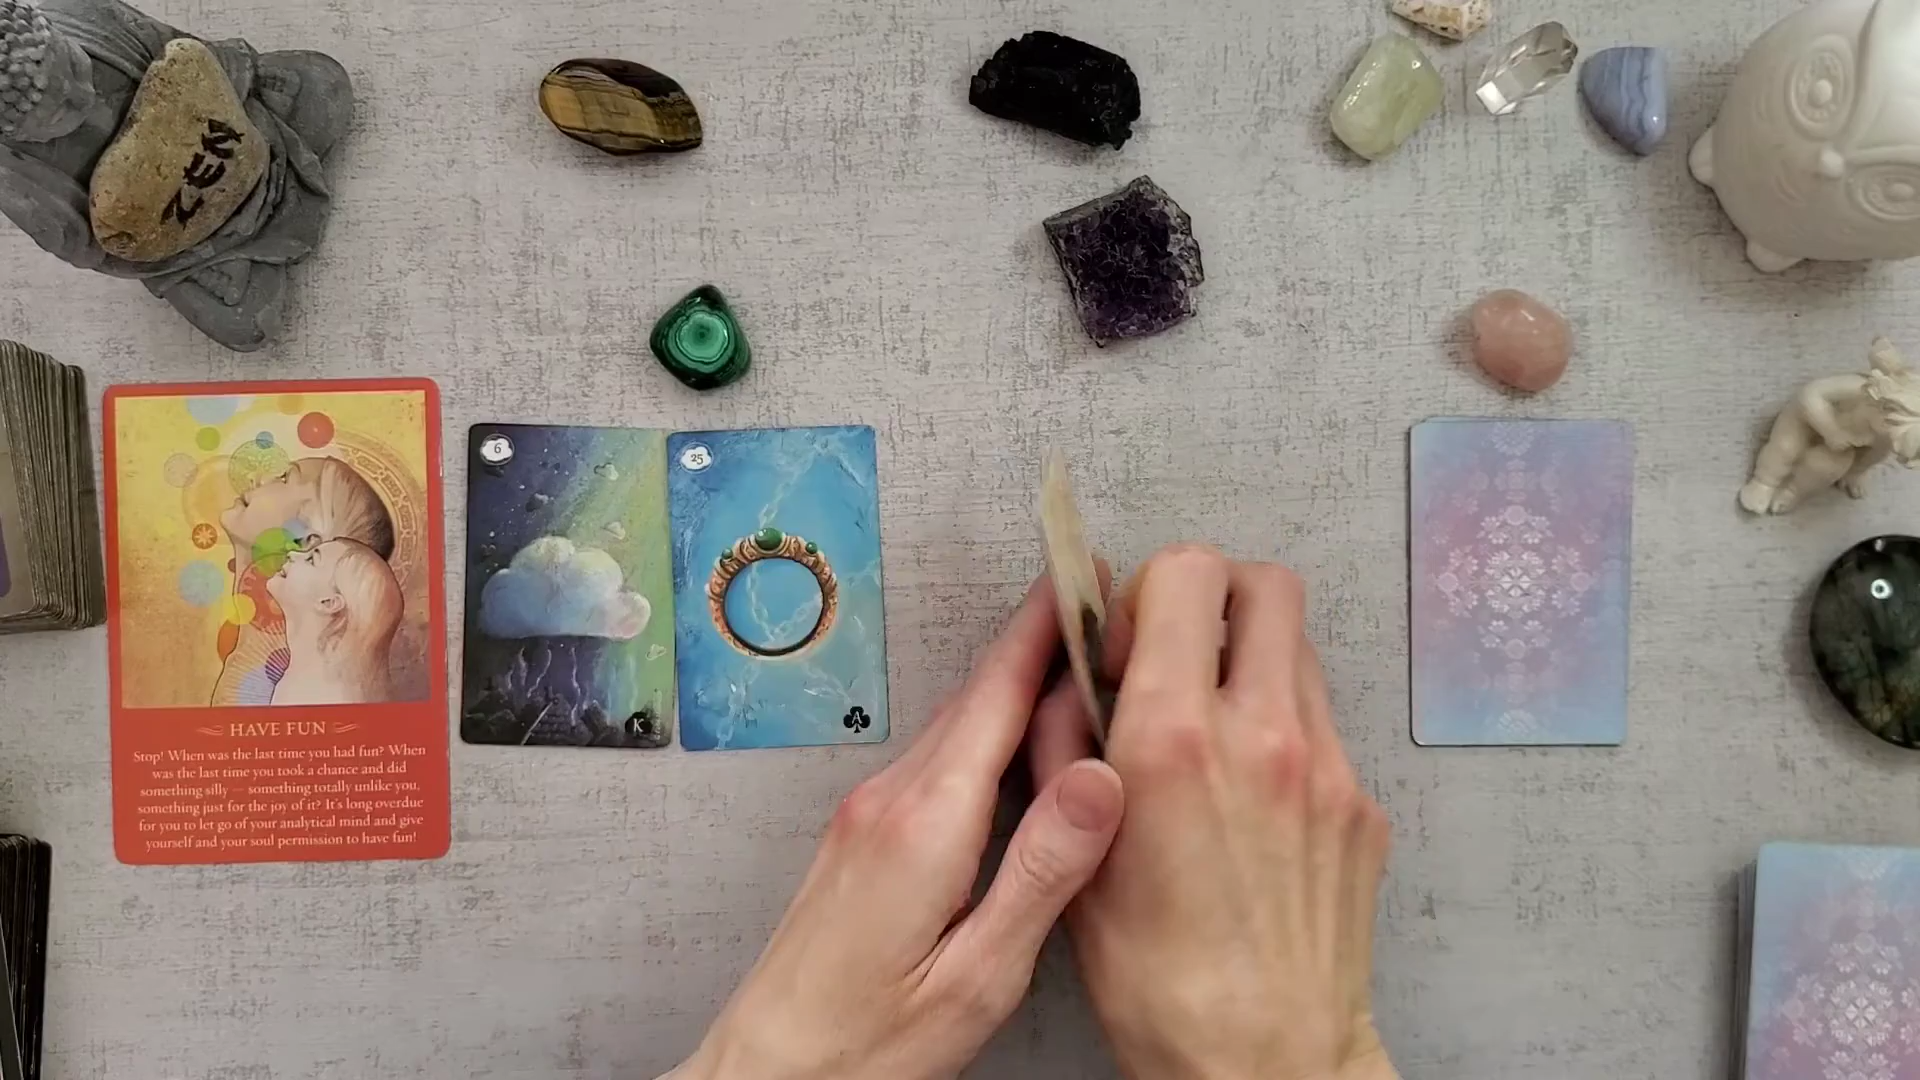 ZEN
HAVE FUN
Stop! When was the last time you had fun? When
was the last time you took a chance and did
something silly — something totally unlike you,
something just for the joy of it? It's long overdue
for you to let go of your analytical mind and give
yourself and your soul permission to have fun!
6
K
25
A